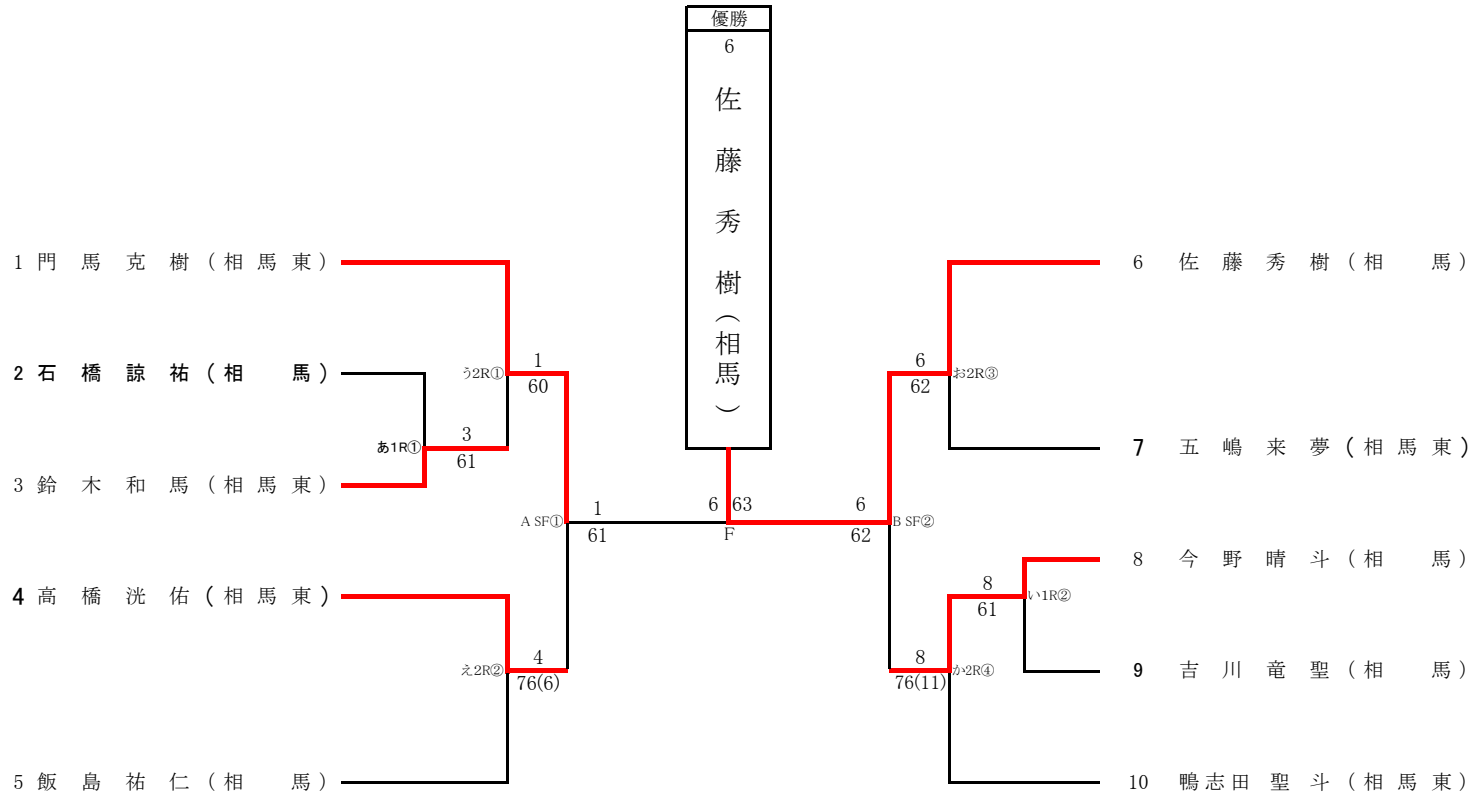 優勝
6
佐藤秀樹(相馬)
1 門馬克樹(相馬東)
2 石橋諒祐(相馬)
3 鈴木和馬(相馬東)
4 高橋洸佑(相馬東)
5 飯島祐仁(相馬)
あ1R①
3
61
う2R①
1
60
え2R②
4
76(6)
A SF①
1
61
6 63
F
6
62
B SF②
6
62
お2R③
8
76(11)
か2R④
8
61
い1R②
6 佐藤秀樹(相馬)
7 五嶋来夢(相馬東)
8 今野晴斗(相馬)
9 吉川竜聖(相馬)
10 鴨志田聖斗(相馬東)